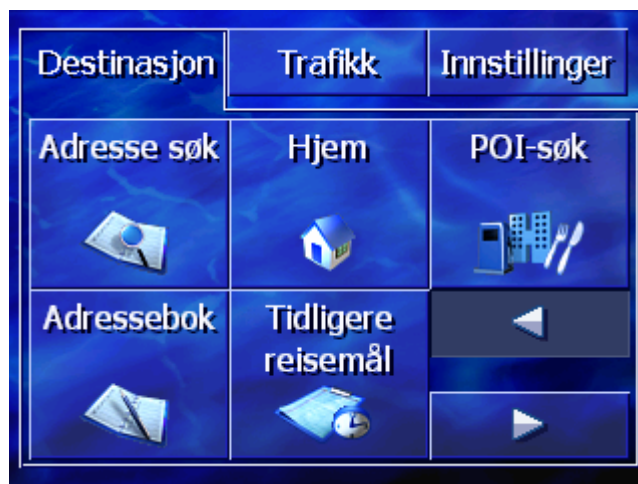 Destinasjon
Trafikk
Innstillinger
Adresse søk
Hjem
POI-søk
Adressebok
Tidligere
reisemål